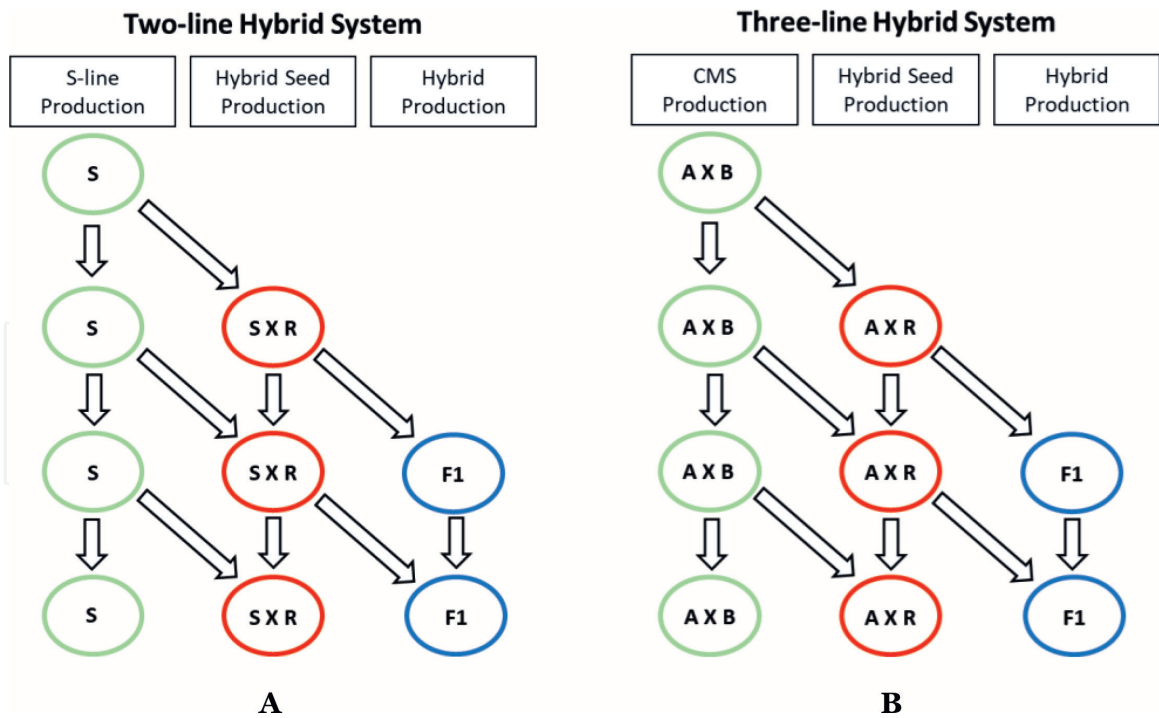 Two-line Hybrid System
S-line
Production
Hybrid Seed
Production
Hybrid
Production
S
S
S X R
S
S X R
F1
S
S X R
F1
A
Three-line Hybrid System
CMS
Production
Hybrid Seed
Production
Hybrid
Production
A X B
A X B
A X R
A X B
A X R
F1
A X B
A X R
F1
B